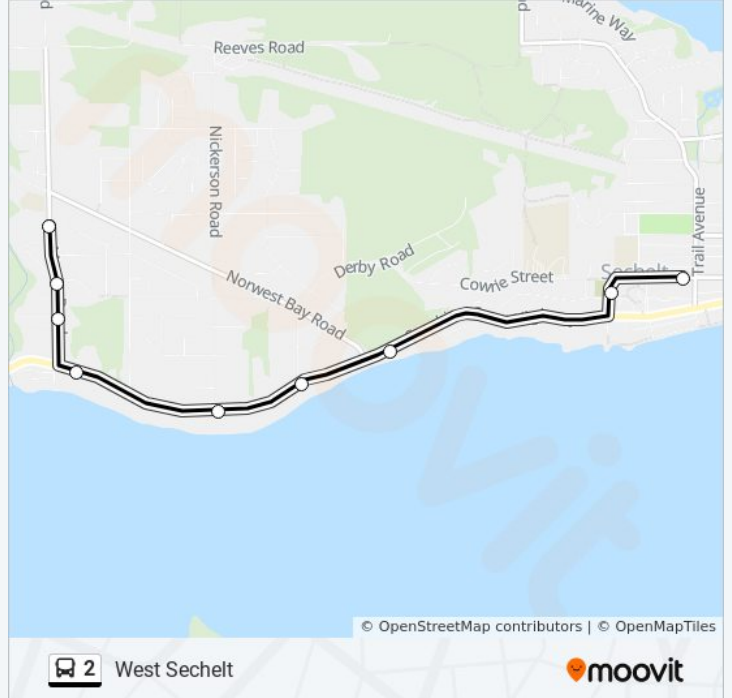 Marine Way
Reeves Road
Nickerson Road
Trail Avenue
Derby Road
Cowrie Street
Sechelt
Norwest Bay Road
moovit
© OpenStreetMap contributors | © OpenMapTiles
2 West Sechelt
moovit